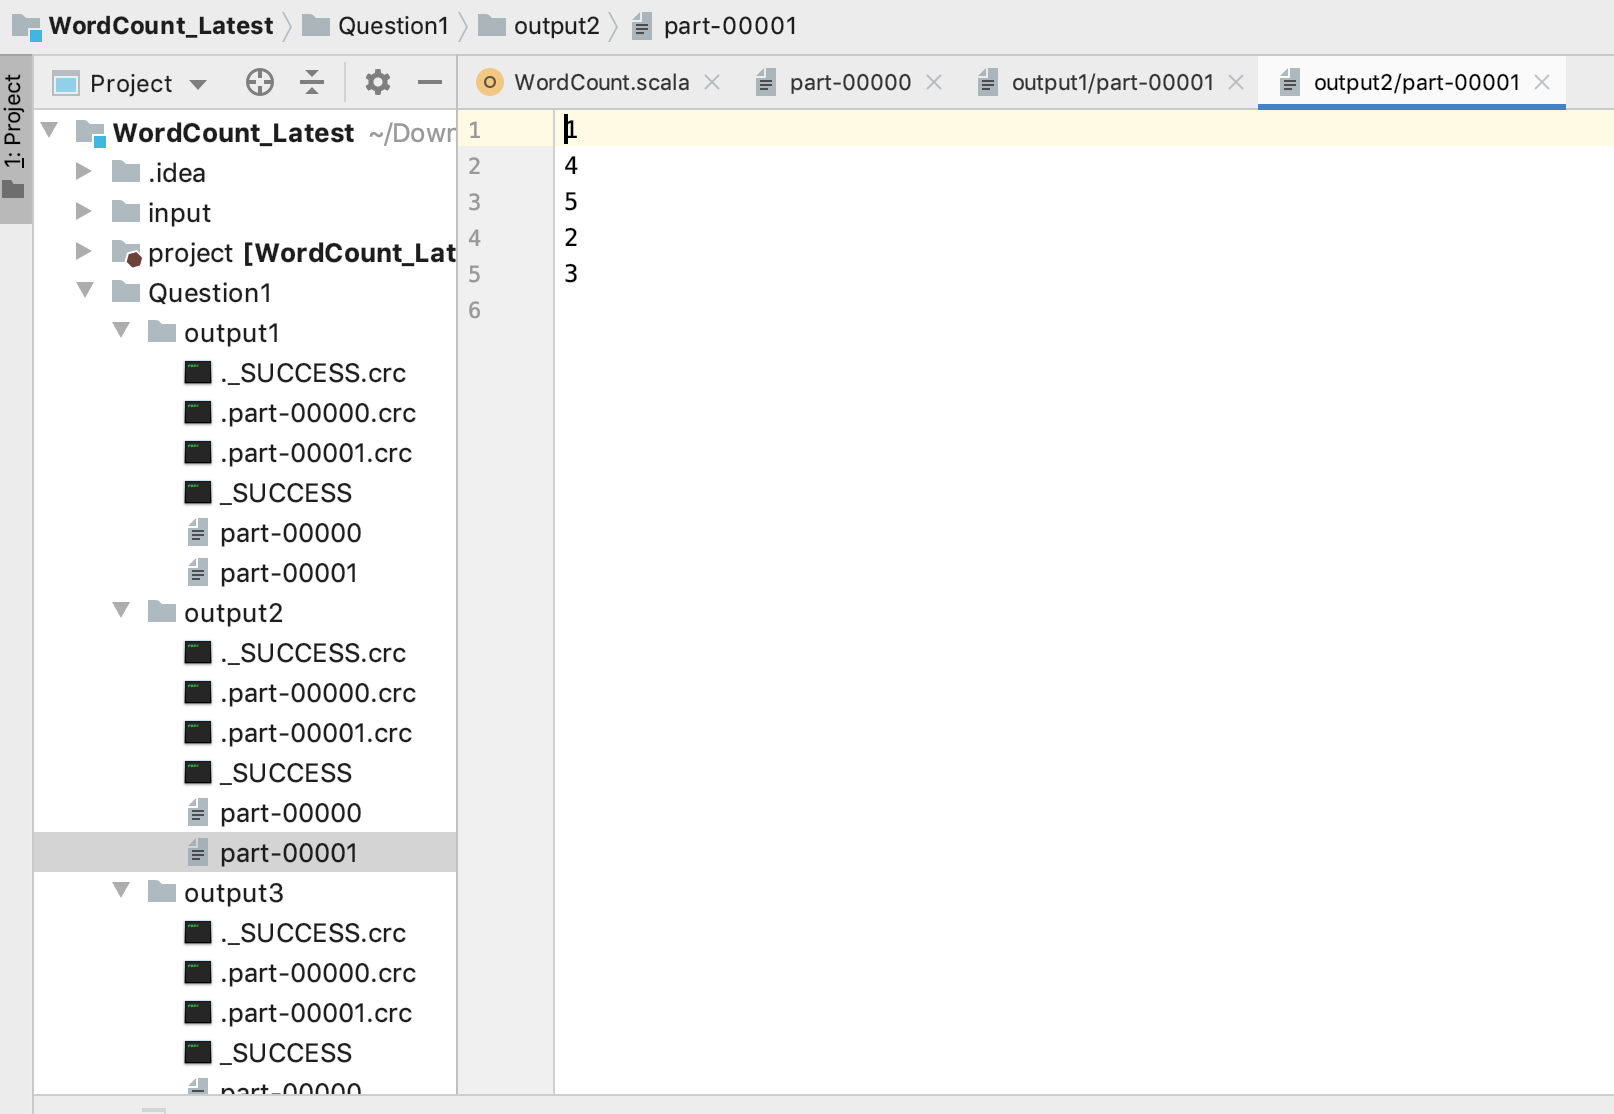 WordCount_Latest Question1 output2 part-00001
1: Project
Project
WordCount.scala part-00000 output1/part-00001 output2/part-00001
WordCount_Latest ~/Down
.idea
input
project [WordCount_Lat
Question1
output1
._SUCCESS.crc
.part-00000.crc
.part-00001.crc
_SUCCESS
part-00000
part-00001
output2
._SUCCESS.crc
.part-00000.crc
.part-00001.crc
_SUCCESS
part-00000
part-00001
output3
._SUCCESS.crc
.part-00000.crc
.part-00001.crc
_SUCCESS
part-00000
1 1
2 4
3 5
4 2
5 3
6